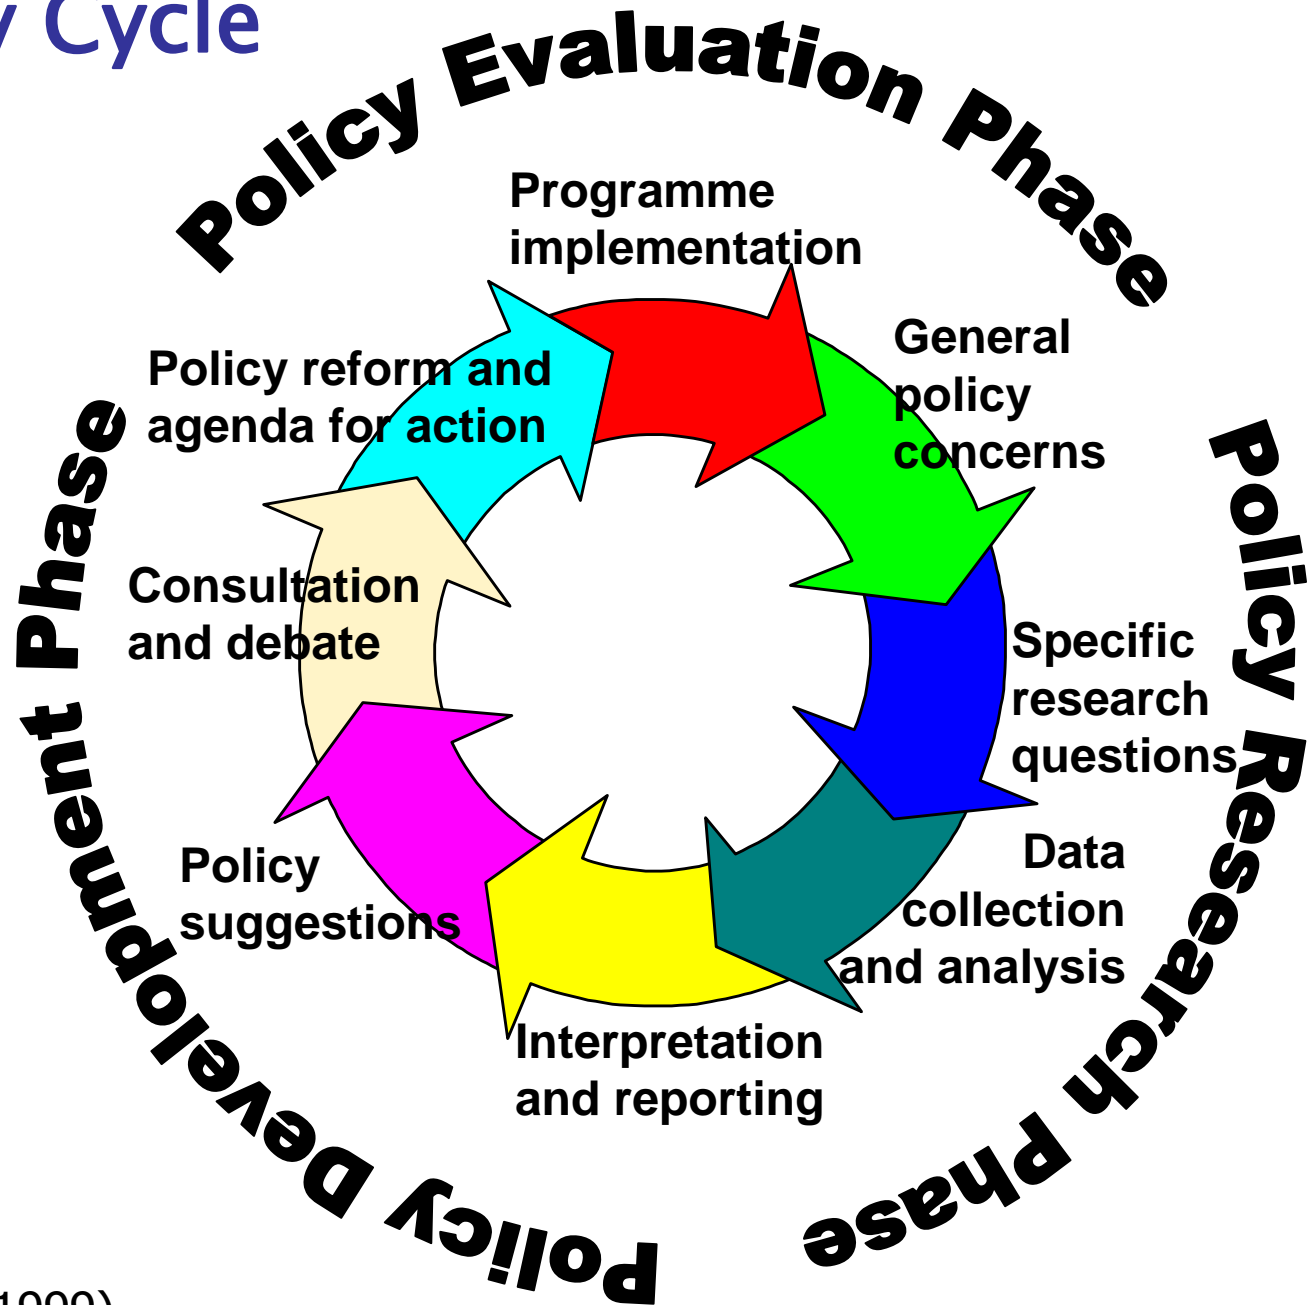 y Cycle
Policy Evaluation Phase
Programme
implementation
General
policy
concerns
Policy Research Phase
Specific
research
questions
Data
collection
and analysis
Interpretation
and reporting
Policy Development Phase
Policy
suggestions
Consultation
and debate
Policy reform and
agenda for action
1999)